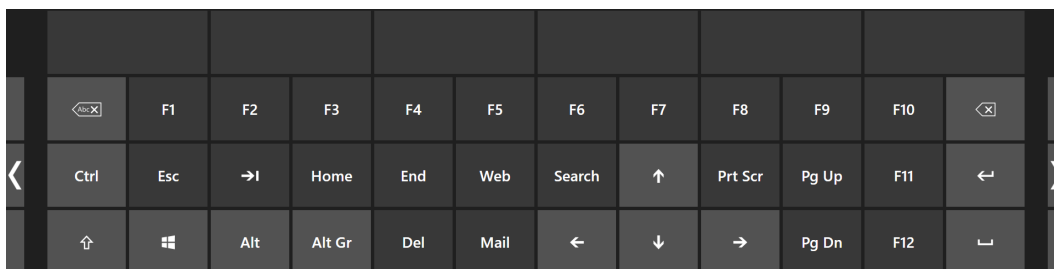 Abc F1 F2 F3 F4 F5 F6 F7 F8 F9 F10
Ctrl Esc Home End Web Search Prt Scr Pg Up F11
Alt Alt Gr Del Mail Pg Dn F12